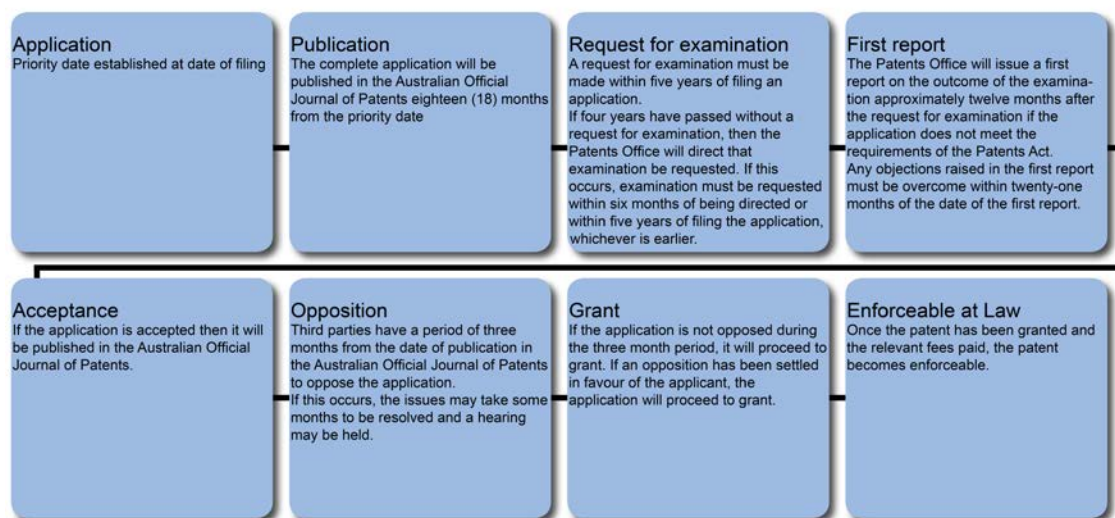 Application
Priority date established at date of filing
Publication
The complete application will be
published in the Australian Official
Journal of Patents eighteen (18) months
from the priority date
Request for examination
A request for examination must be
made within five years of filing an
application.
If four years have passed without a
request for examination, then the
Patents Office will direct that
examination be requested. If this
occurs, examination must be requested
within six months of being directed or
within five years of filing the application,
whichever is earlier.
First report
The Patents Office will issue a first
report on the outcome of the examina-
tion approximately twelve months after
the request for examination if the
application does not meet the
requirements of the Patents Act.
Any objections raised in the first report
must be overcome within twenty-one
months of the date of the first report.
Acceptance
If the application is accepted then it will
be published in the Australian Official
Journal of Patents.
Opposition
Third parties have a period of three
months from the date of publication in
the Australian Official Journal of Patents
to oppose the application.
If this occurs, the issues may take some
months to be resolved and a hearing
may be held.
Grant
If the application is not opposed during
the three month period, it will proceed to
grant. If an opposition has been settled
in favour of the applicant, the
application will proceed to grant.
Enforceable at Law
Once the patent has been granted and
the relevant fees paid, the patent
becomes enforceable.